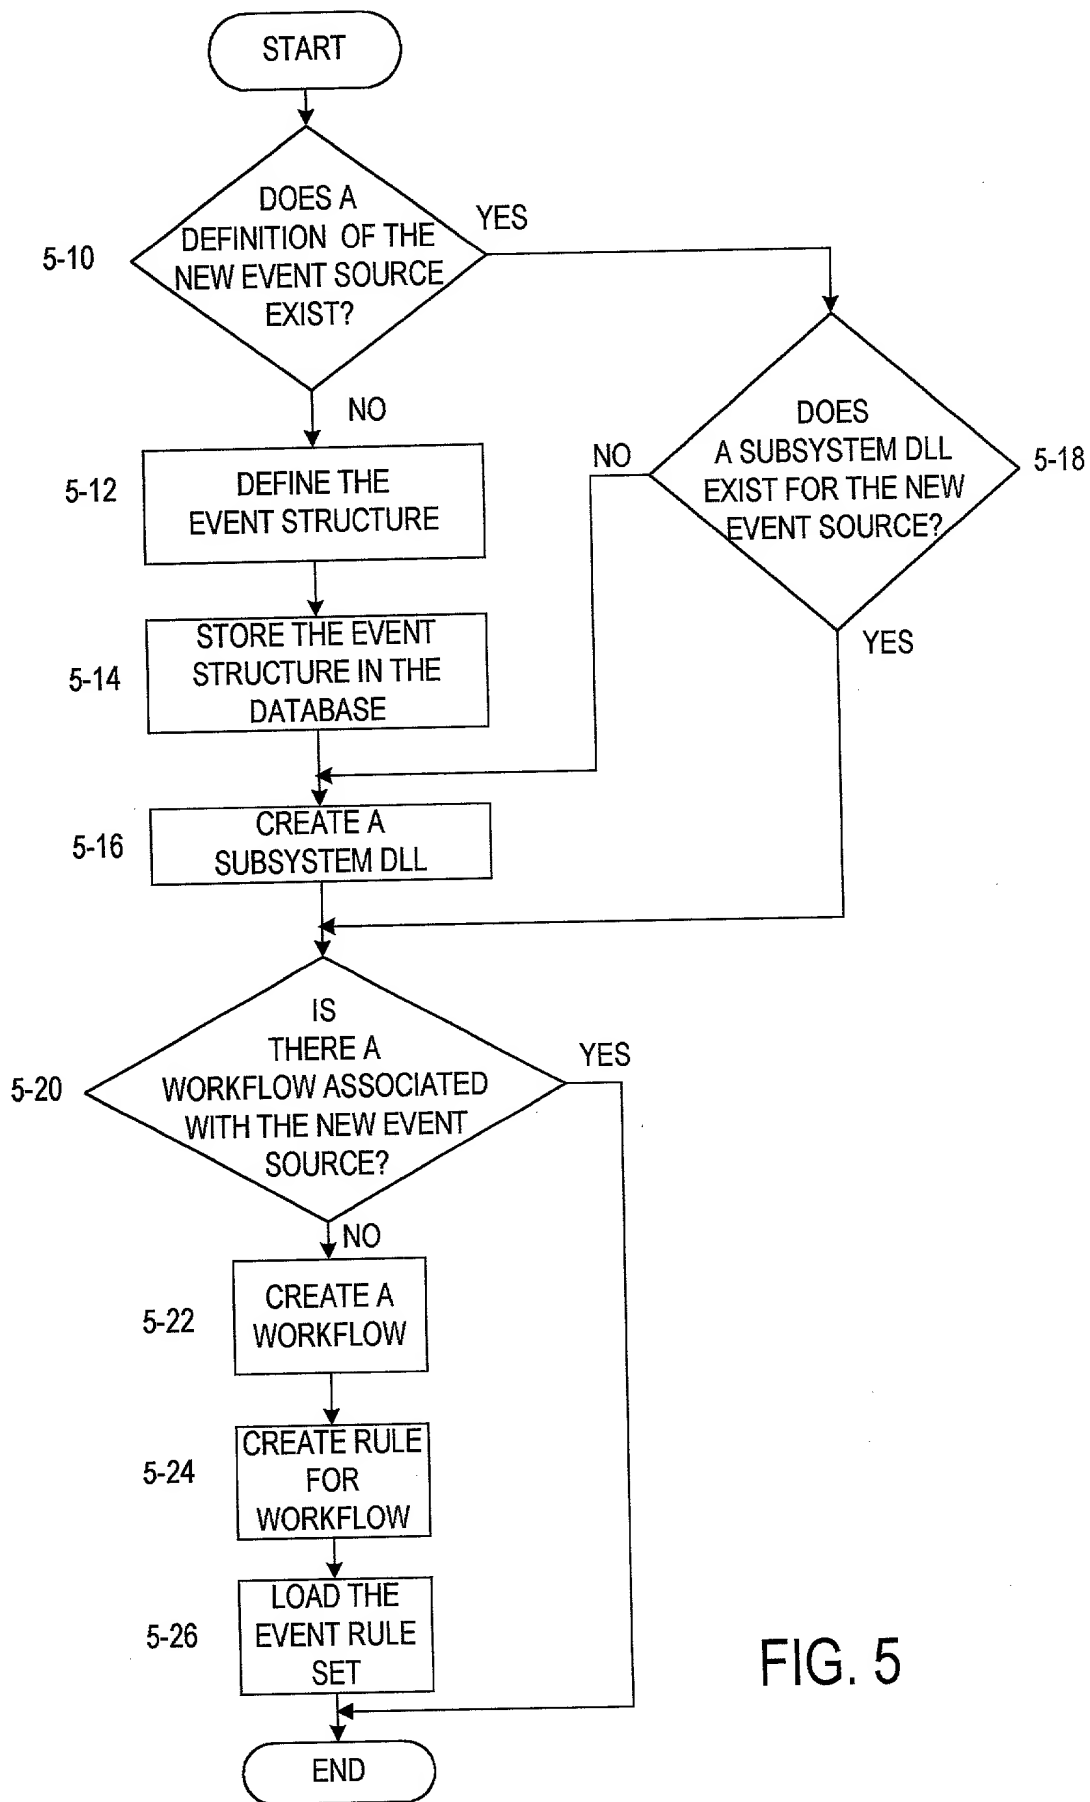 START
DOES A
DEFINITION OF THE
NEW EVENT SOURCE
EXIST?
5-10
YES
NO
DEFINE THE
EVENT STRUCTURE
5-12
DOES
A SUBSYSTEM DLL
EXIST FOR THE NEW
EVENT SOURCE?
5-18
NO
YES
STORE THE EVENT
STRUCTURE IN THE
DATABASE
5-14
CREATE A
SUBSYSTEM DLL
5-16
IS
THERE A
WORKFLOW ASSOCIATED
WITH THE NEW EVENT
SOURCE?
5-20
YES
NO
CREATE A
WORKFLOW
5-22
CREATE RULE
FOR
WORKFLOW
5-24
LOAD THE
EVENT RULE
SET
5-26
END
FIG. 5